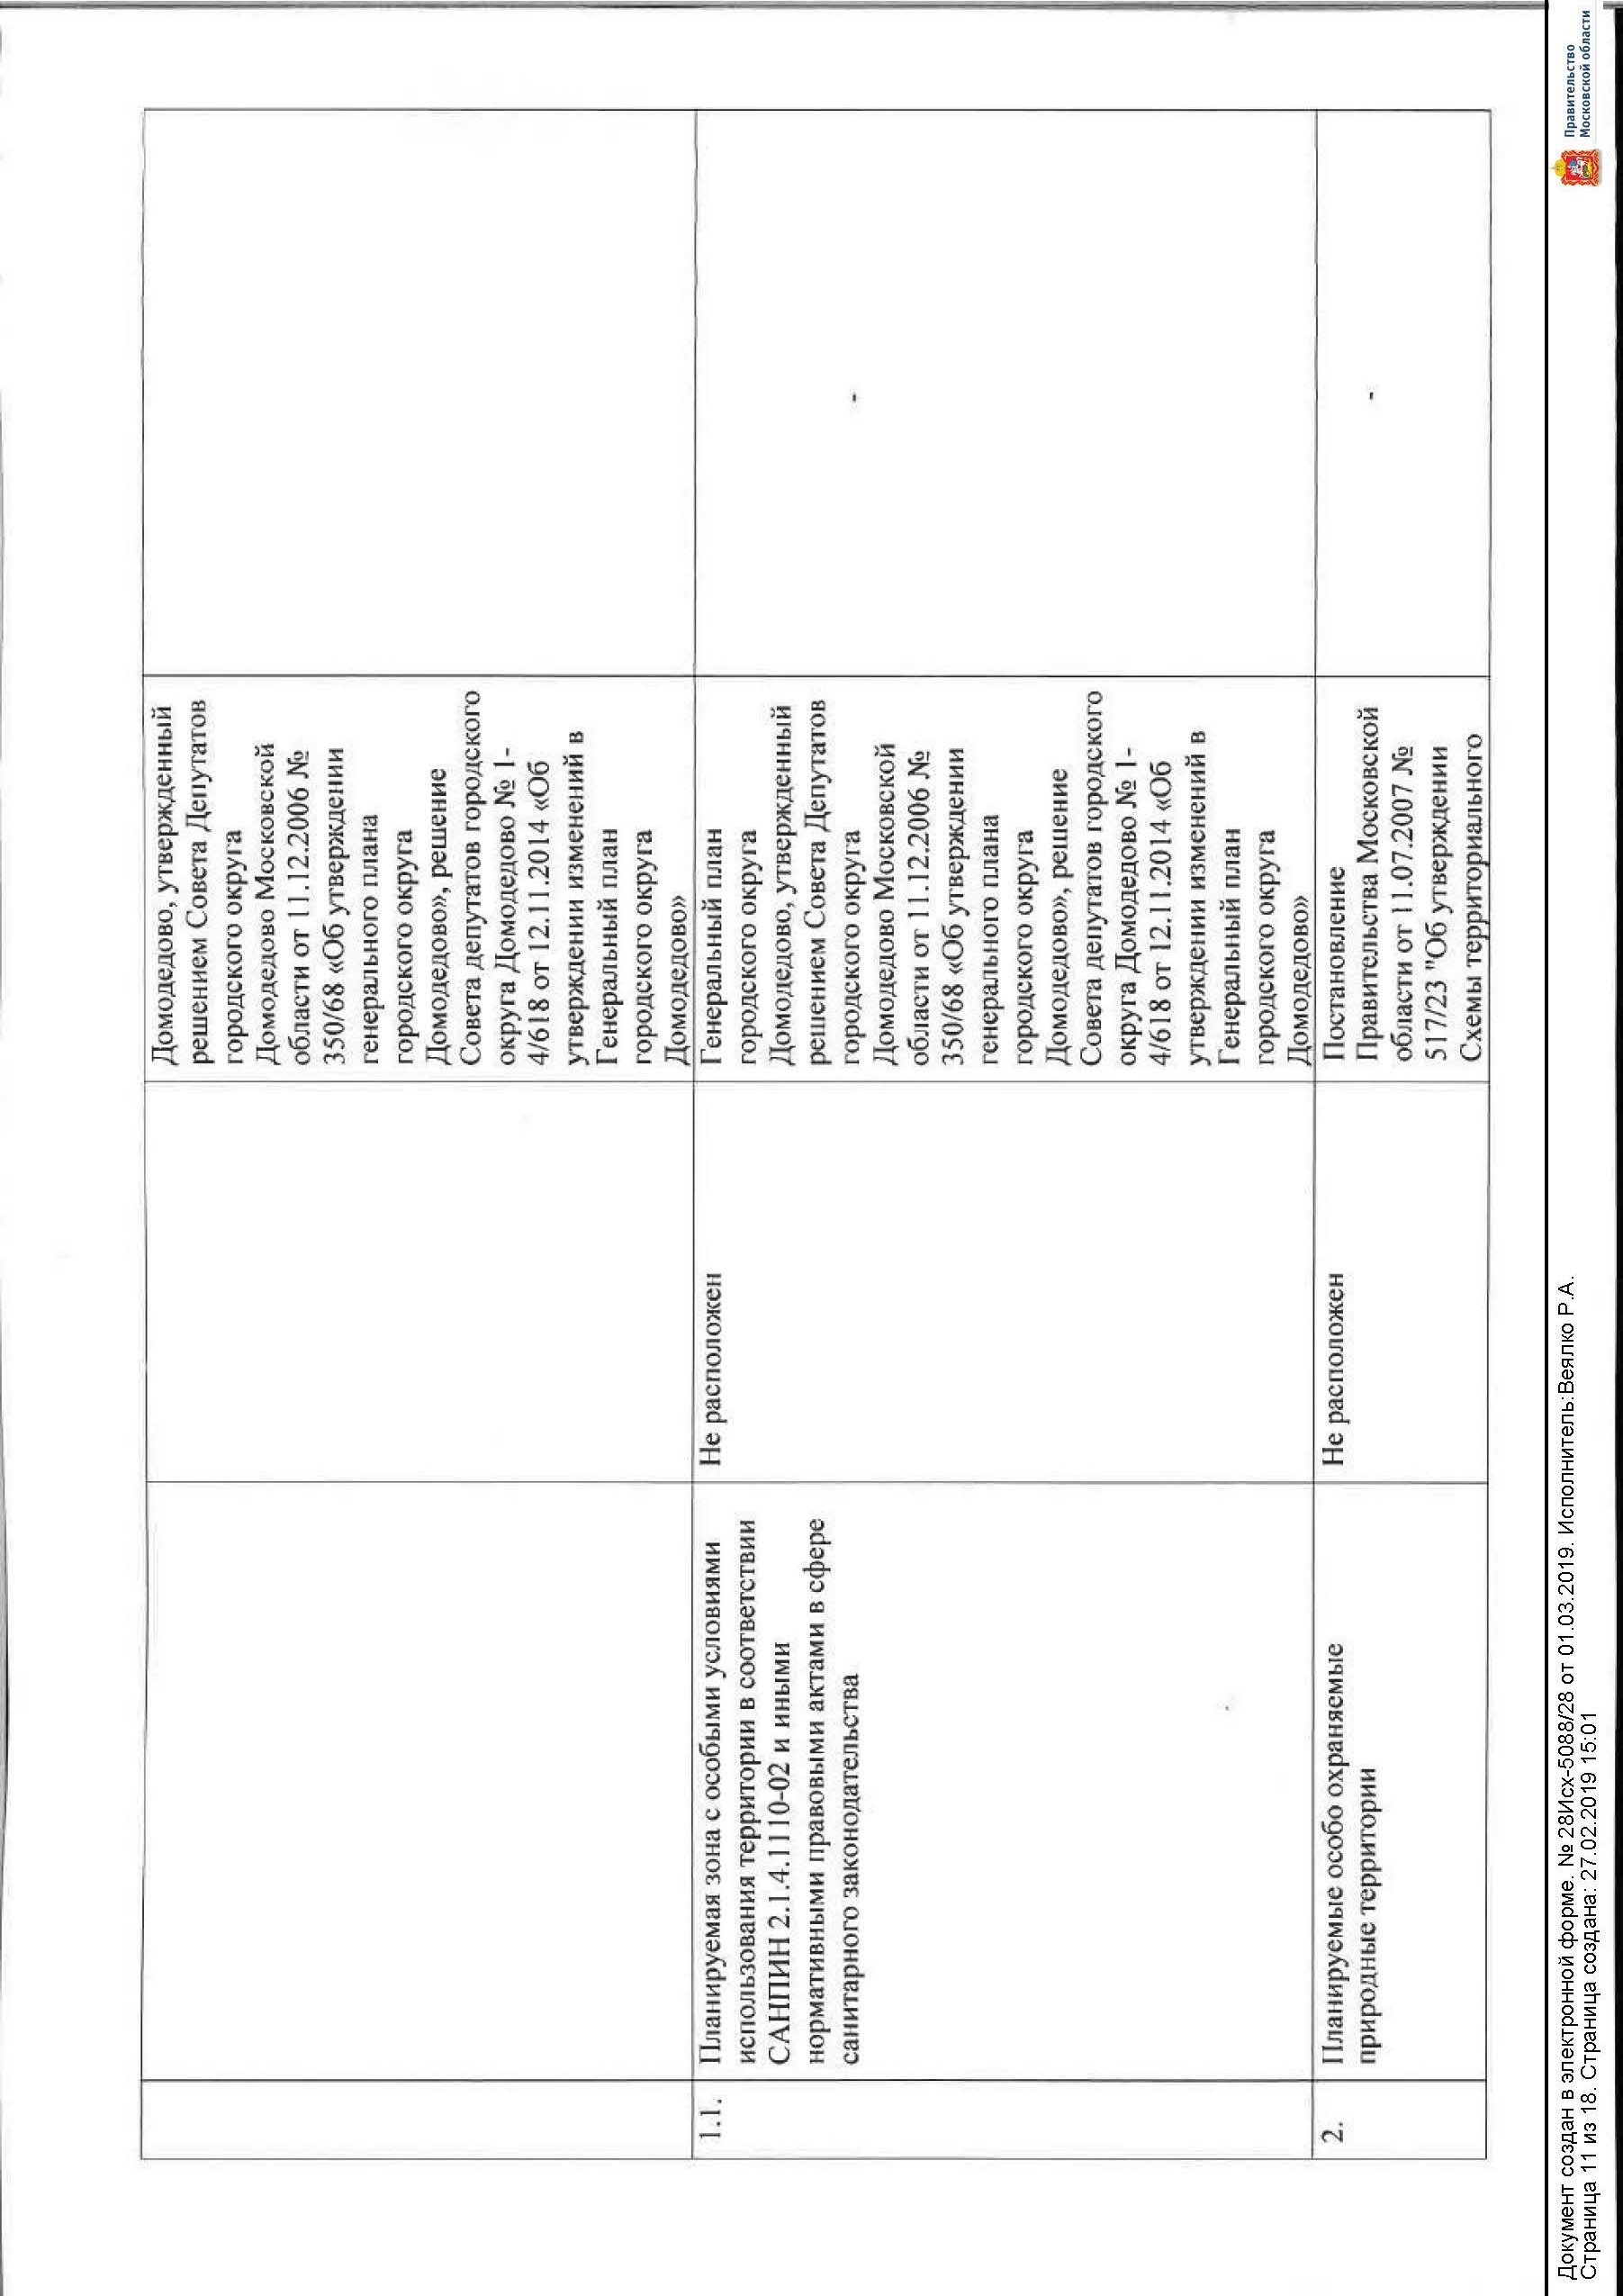 Домодедово, утвержденный
решением Совета Депутатов
городского округа
Домодедово Московской
области от 11.12.2006 №
350/68 «Об утверждении
генерального плана
городского округа
Домодедово», решение
Совета депутатов городского
округа Домодедово № 1-
4/618 от 12.11.2014 «Об
утверждении изменений в
Генеральный план
городского округа
Домодедово»
1.1.
Планируемая зона с особыми условиями
использования территории в соответствии
САНПИН 2.1.4.1110-02 и иными
нормативными правовыми актами в сфере
санитарного законодательства
Не расположен
Генеральный план
городского округа
Домодедово, утвержденный
решением Совета Депутатов
городского округа
Домодедово Московской
области от 11.12.2006 №
350/68 «Об утверждении
генерального плана
городского округа
Домодедово», решение
Совета депутатов городского
округа Домодедово № 1-
4/618 от 12.11.2014 «Об
утверждении изменений в
Генеральный план
городского округа
Домодедово»
-
2.
Планируемые особо охраняемые
природные территории
Не расположен
Постановление
Правительства Московской
области от 11.07.2007 №
517/23 "Об утверждении
Схемы территориального
-
Документ создан в электронной форме. № 28Исх-5088/28 от 01.03.2019. Исполнитель:Веялко Р.А.
Страница 11 из 18. Страница создана: 27.02.2019 15:01
Правительство
Московской области